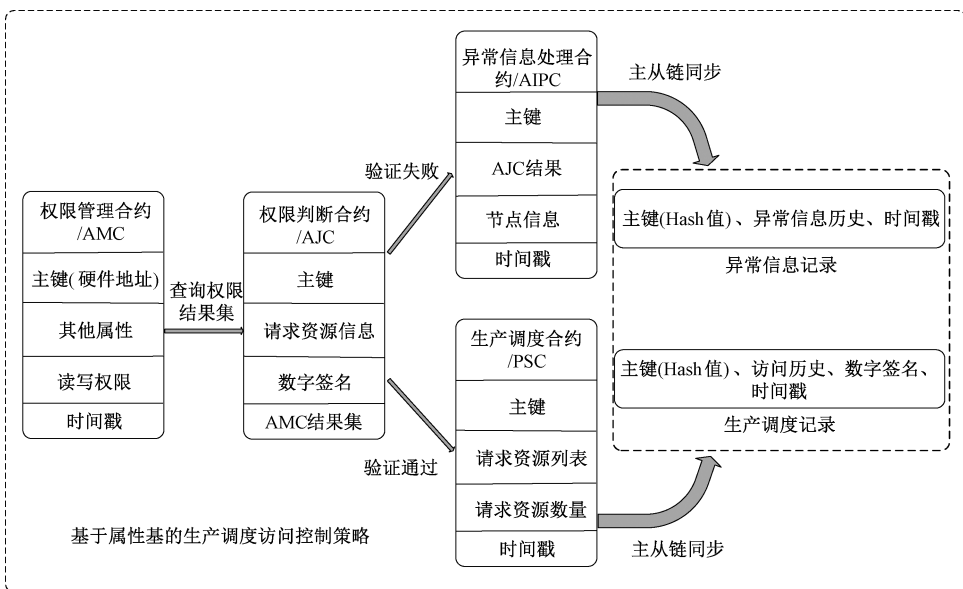 权限管理合约
/AMC
主键(硬件地址)
其他属性
读写权限
时间戳
查询权限
结果集
权限判断合约
/AJC
主键
请求资源信息
数字签名
AMC结果集
验证失败
验证通过
异常信息处理合
约/AIPC
主键
AJC结果
节点信息
时间戳
生产调度合约
/PSC
主键
请求资源列表
请求资源数量
时间戳
主从链同步
主键(Hash值)、异常信息历史、时间戳
异常信息记录
主键(Hash值)、访问历史、数字签名、
时间戳
生产调度记录
主从链同步
基于属性基的生产调度访问控制策略